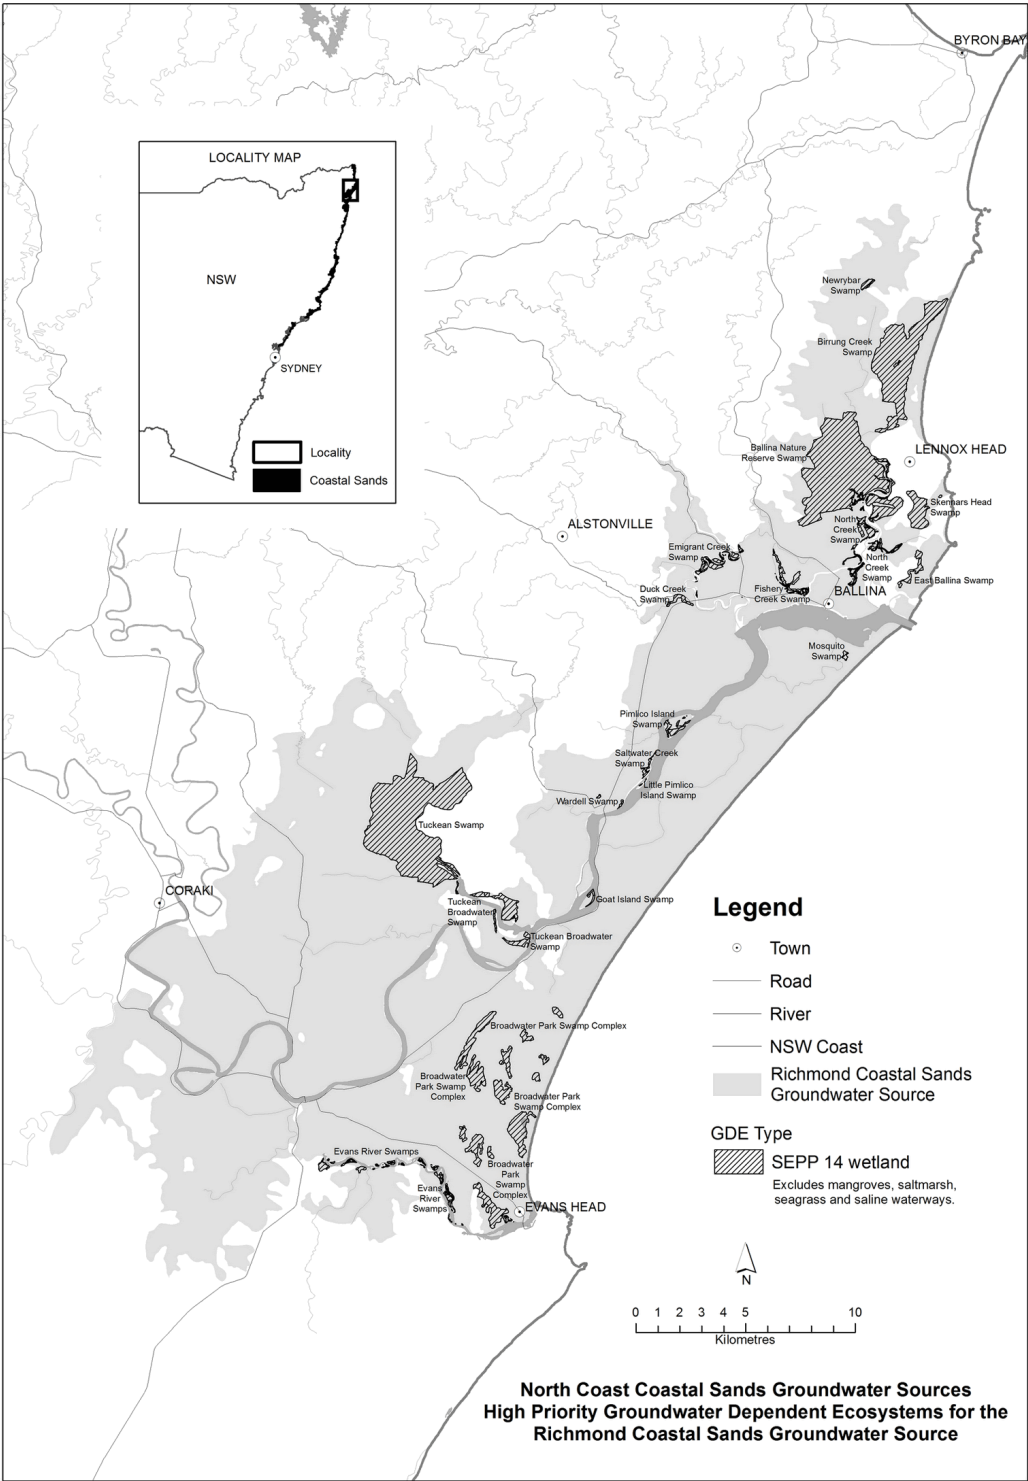 BYRON BAY
LOCALITY MAP
NSW
SYDNEY
Locality
Coastal Sands
Newrybar
Swamp
Birrung Creek
Swamp
Ballina Nature
Reserve Swamp
LENNOX HEAD
Skennars Head
Swamp
ALSTONVILLE
North
Creek
Swamp
Emigrant Creek
Swamp
North
Creek
Swamp
East Ballina Swamp
Duck Creek
Swamp
Fishery
Creek Swamp
BALLINA
Mosquito
Swamp
Pimlico Island
Swamp
Saltwater Creek
Swamp
Little Pimlico
Island Swamp
Wardell Swamp
Tuckean Swamp
CORAKI
Tuckean
Broadwater
Swamp
Goat Island Swamp
Tuckean Broadwater
Swamp
Broadwater Park Swamp Complex
Broadwater
Park Swamp
Complex
Broadwater Park
Swamp Complex
Evans River Swamps
Broadwater
Park
Swamp
Complex
Evans
River
Swamps
EVANS HEAD
Legend
Town
Road
River
NSW Coast
Richmond Coastal Sands
Groundwater Source
GDE Type
SEPP 14 wetland
Excludes mangroves, saltmarsh,
seagrass and saline waterways.
N
0 1 2 3 4 5 10
Kilometres
North Coast Coastal Sands Groundwater Sources
High Priority Groundwater Dependent Ecosystems for the
Richmond Coastal Sands Groundwater Source